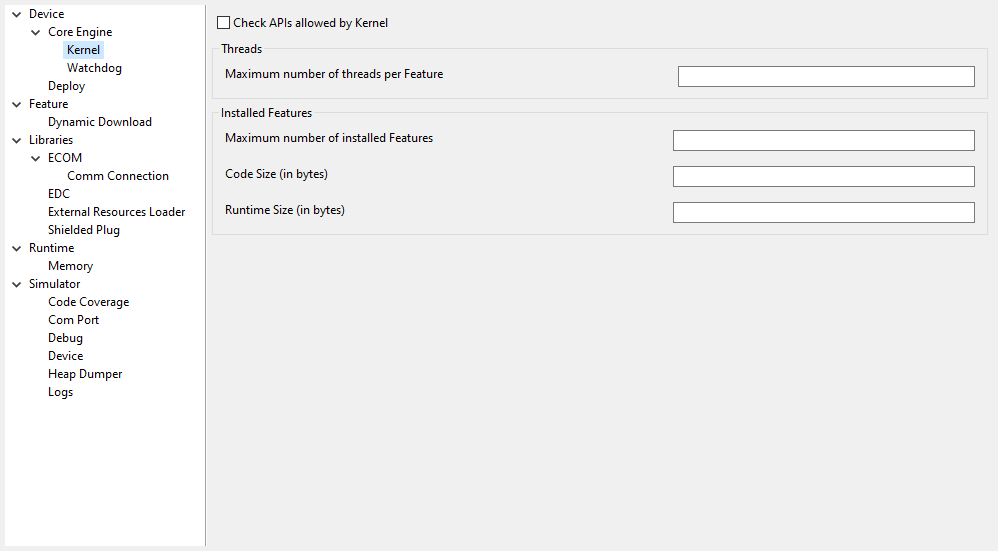 Device
Core Engine
Kernel
Watchdog
Deploy
Feature
Dynamic Download
Libraries
ECOM
Comm Connection
EDC
External Resources Loader
Shielded Plug
Runtime
Memory
Simulator
Code Coverage
Com Port
Debug
Device
Heap Dumper
Logs
Check APIs allowed by Kernel
Threads
Maximum number of threads per Feature
Installed Features
Maximum number of installed Features
Code Size (in bytes)
Runtime Size (in bytes)